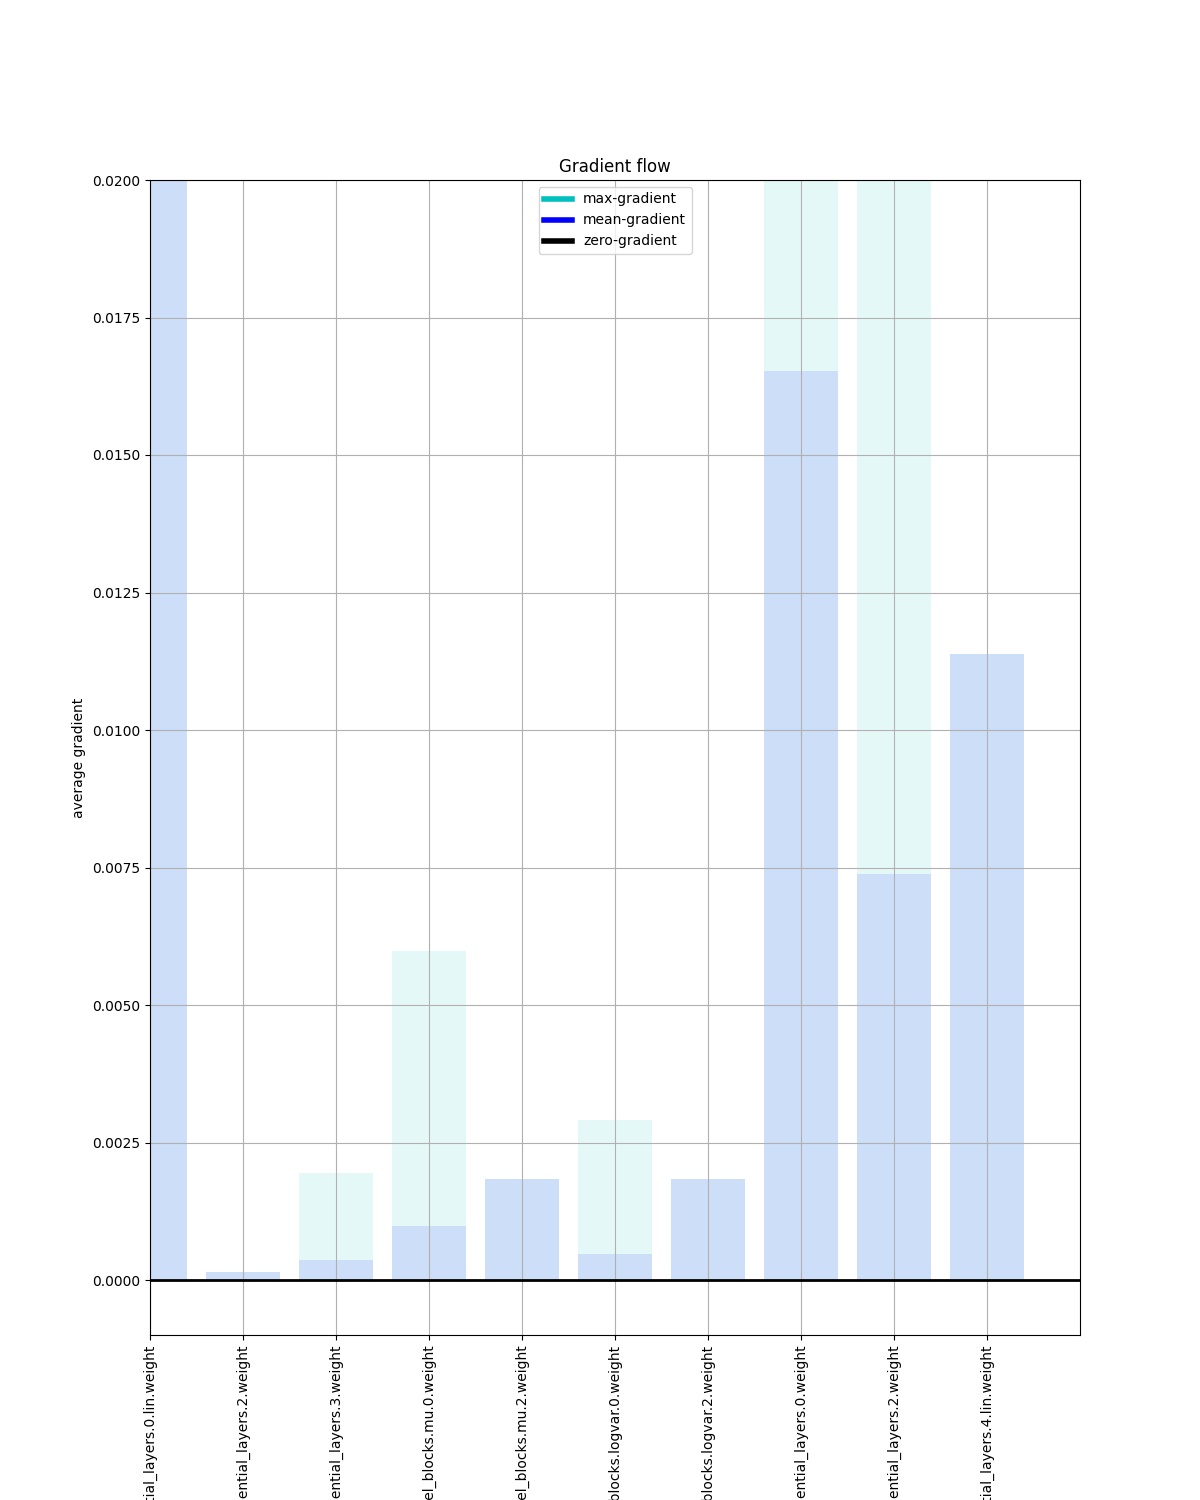 Gradient flow
max-gradient
mean-gradient
zero-gradient
0.0200
0.0175
0.0150
0.0125
0.0100
0.0075
0.0050
0.0025
0.0000
average gradient
tial_layers.0.lin.weight
ential_layers.2.weight
ential_layers.3.weight
el_blocks.mu.0.weight
el_blocks.mu.2.weight
blocks.logvar.0.weight
blocks.logvar.2.weight
ential_layers.0.weight
ential_layers.2.weight
tial_layers.4.lin.weight